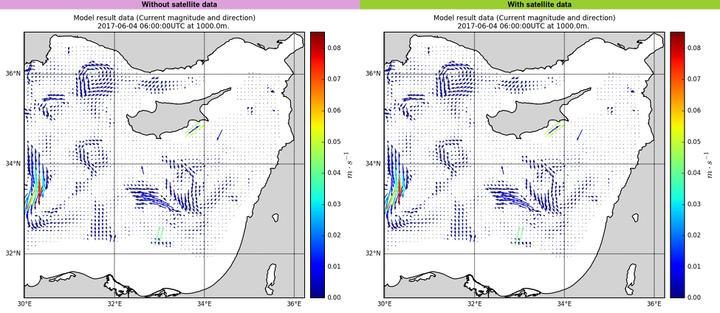 Without satellite data
With satellite data
Model result data (Current magnitude and direction)
2017-06-04 06:00:00UTC at 1000.0m.
Model result data (Current magnitude and direction)
2017-06-04 06:00:00UTC at 1000.0m.
36°N
34°N
32°N
30°E
32°E
34°E
36°E
0.08
0.07
0.06
0.05
0.04
0.03
0.02
0.01
0.00
m · s⁻¹
36°N
34°N
32°N
30°E
32°E
34°E
36°E
0.08
0.07
0.06
0.05
0.04
0.03
0.02
0.01
0.00
m · s⁻¹